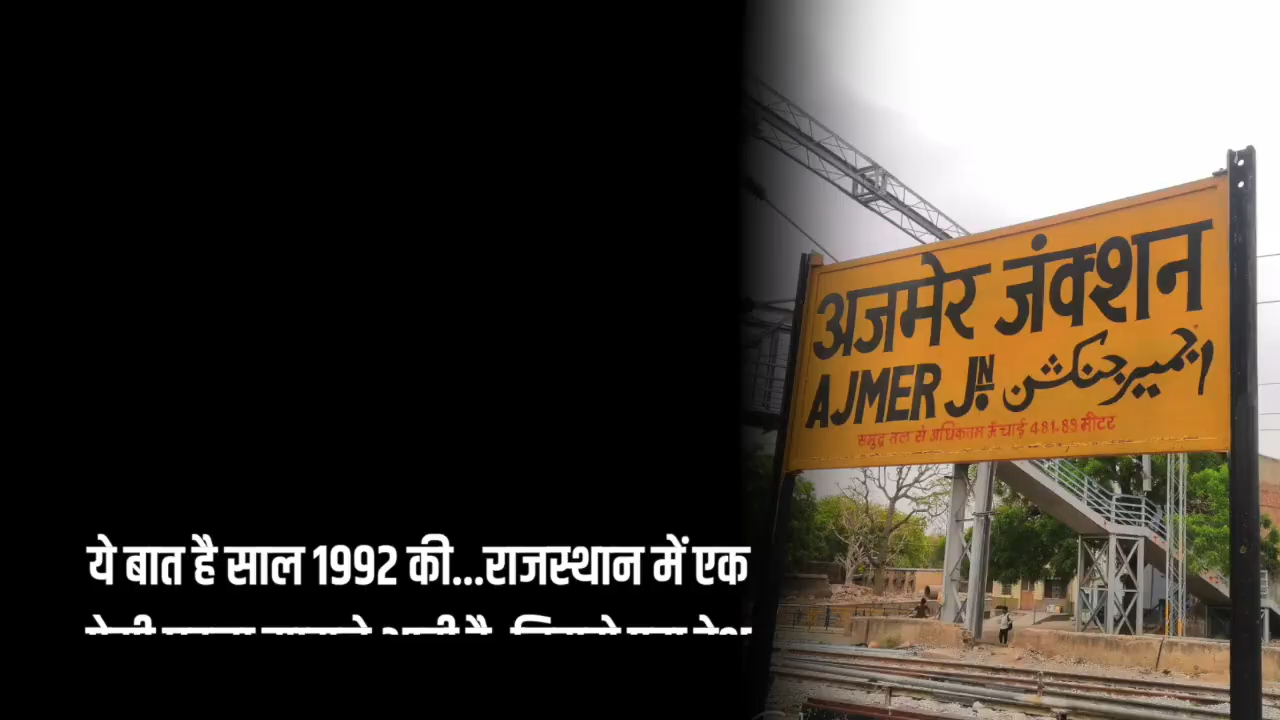 ये बात है साल 1992 की...राजस्थान में एक
अजमेर जंक्शन
AJMER JN. اجمیر جنکشن
समुद्र तल से अधिकतम ऊँचाई 481.89 मीटर